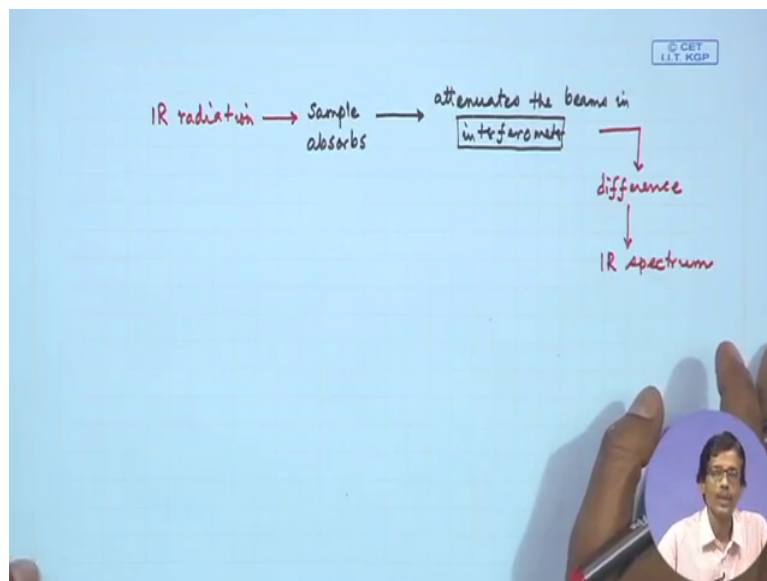 © CET
I.I.T. KGP
IR radiation → sample absorbs → attenuates the beams in interferometer
difference
IR spectrum